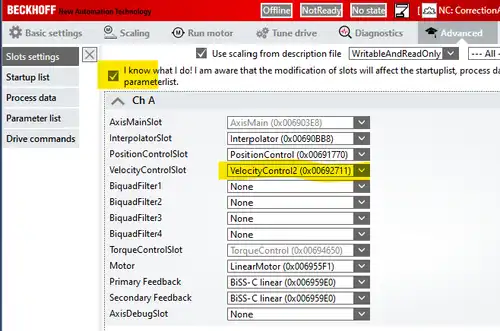 BECKHOFF New Automation Technology Offline NotReady No state NC: CorrectionA
Basic settings Scaling Run motor Tune drive Diagnostics Advanced
Slots settings
Startup list
Process data
Parameter list
Drive commands
Use scaling from description file WritableAndReadOnly --- All
I know what I do! I am aware that the modification of slots will affect the startuplist, process da
parameterlist.
Ch A
AxisMainSlot AxisMain (0x006903E8)
InterpolatorSlot Interpolator (0x00690BB8)
PositionControlSlot PositionControl (0x00691770)
VelocityControlSlot VelocityControl2 (0x00692711)
BiquadFilter1 None
BiquadFilter2 None
BiquadFilter3 None
BiquadFilter4 None
TorqueControlSlot TorqueControl (0x00694650)
Motor LinearMotor (0x006955F1)
Primary Feedback BiSS-C linear (0x006959E0)
Secondary Feedback BiSS-C linear (0x006959E0)
AxisDebugSlot None